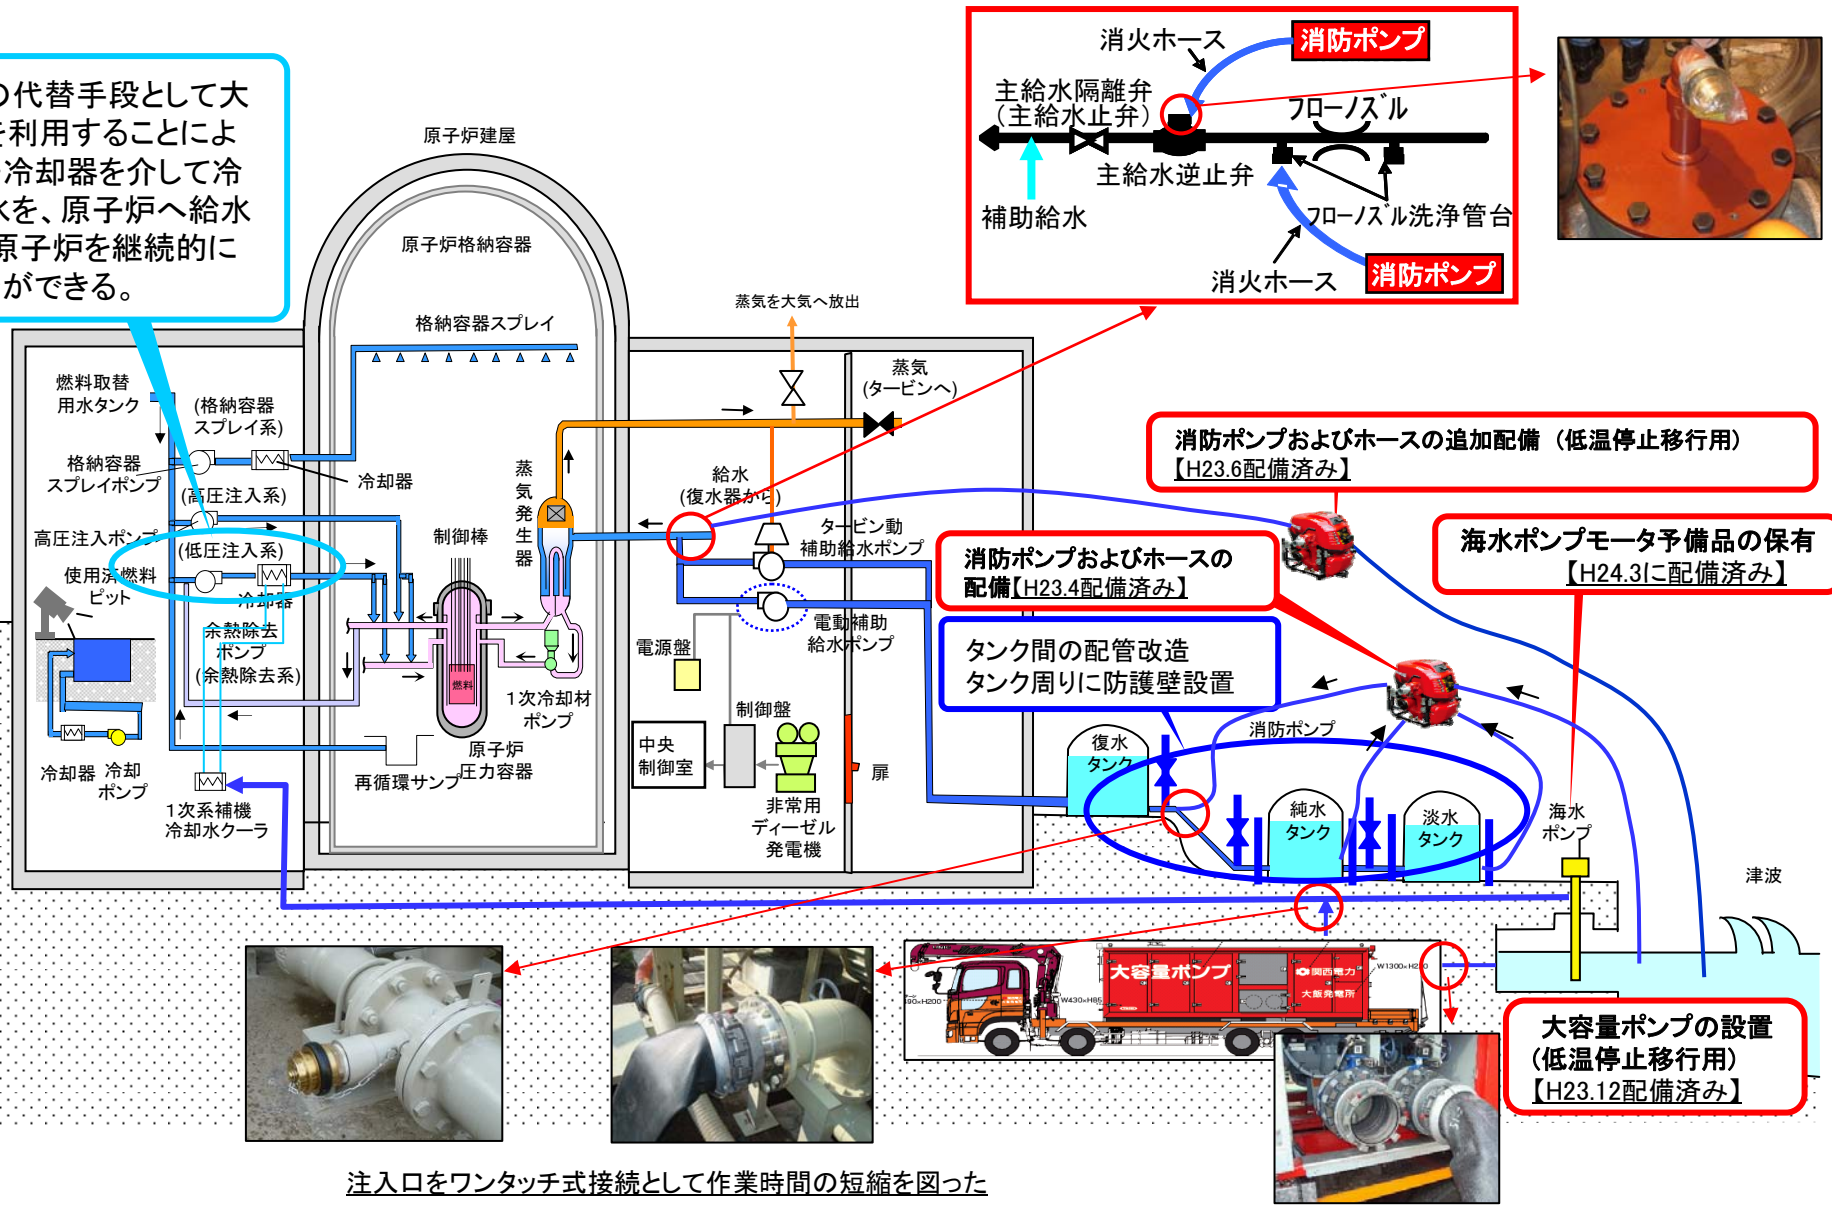 の代替手段として大
を利用することによ
冷却器を介して冷
水を、原子炉へ給水
原子炉を継続的に
ができる。
原子炉建屋
原子炉格納容器
格納容器スプレイ
蒸気を大気へ放出
蒸気
(タービンへ)
消火ホース
消防ポンプ
主給水隔離弁
(主給水止弁)
フローノズル
主給水逆止弁
補助給水
フローノズル洗浄管台
消火ホース
消防ポンプ
燃料取替
用水タンク
(格納容器
スプレイ系)
格納容器
スプレイポンプ
冷却器
(高圧注入系)
高圧注入ポンプ
(低圧注入系)
使用済燃料
ピット
冷却器
余熱除去
ポンプ
(余熱除去系)
冷却器
冷却
ポンプ
1次系補機
冷却水クーラ
再循環サンプ
制御棒
燃料
原子炉
圧力容器
蒸気発生器
1次冷却材
ポンプ
給水
(復水器から)
タービン動
補助給水ポンプ
電動補助
給水ポンプ
電源盤
制御盤
中央
制御室
非常用
ディーゼル
発電機
扉
消防ポンプおよびホースの追加配備（低温停止移行用）
【H23.6配備済み】
消防ポンプおよびホースの
配備【H23.4配備済み】
海水ポンプモータ予備品の保有
【H24.3に配備済み】
タンク間の配管改造
タンク周りに防護壁設置
消防ポンプ
復水
タンク
純水
タンク
淡水
タンク
海水
ポンプ
津波
大容量ポンプ
関西電力
大飯発電所
W430×H85
大容量ポンプの設置
(低温停止移行用)
【H23.12配備済み】
注入口をワンタッチ式接続として作業時間の短縮を図った